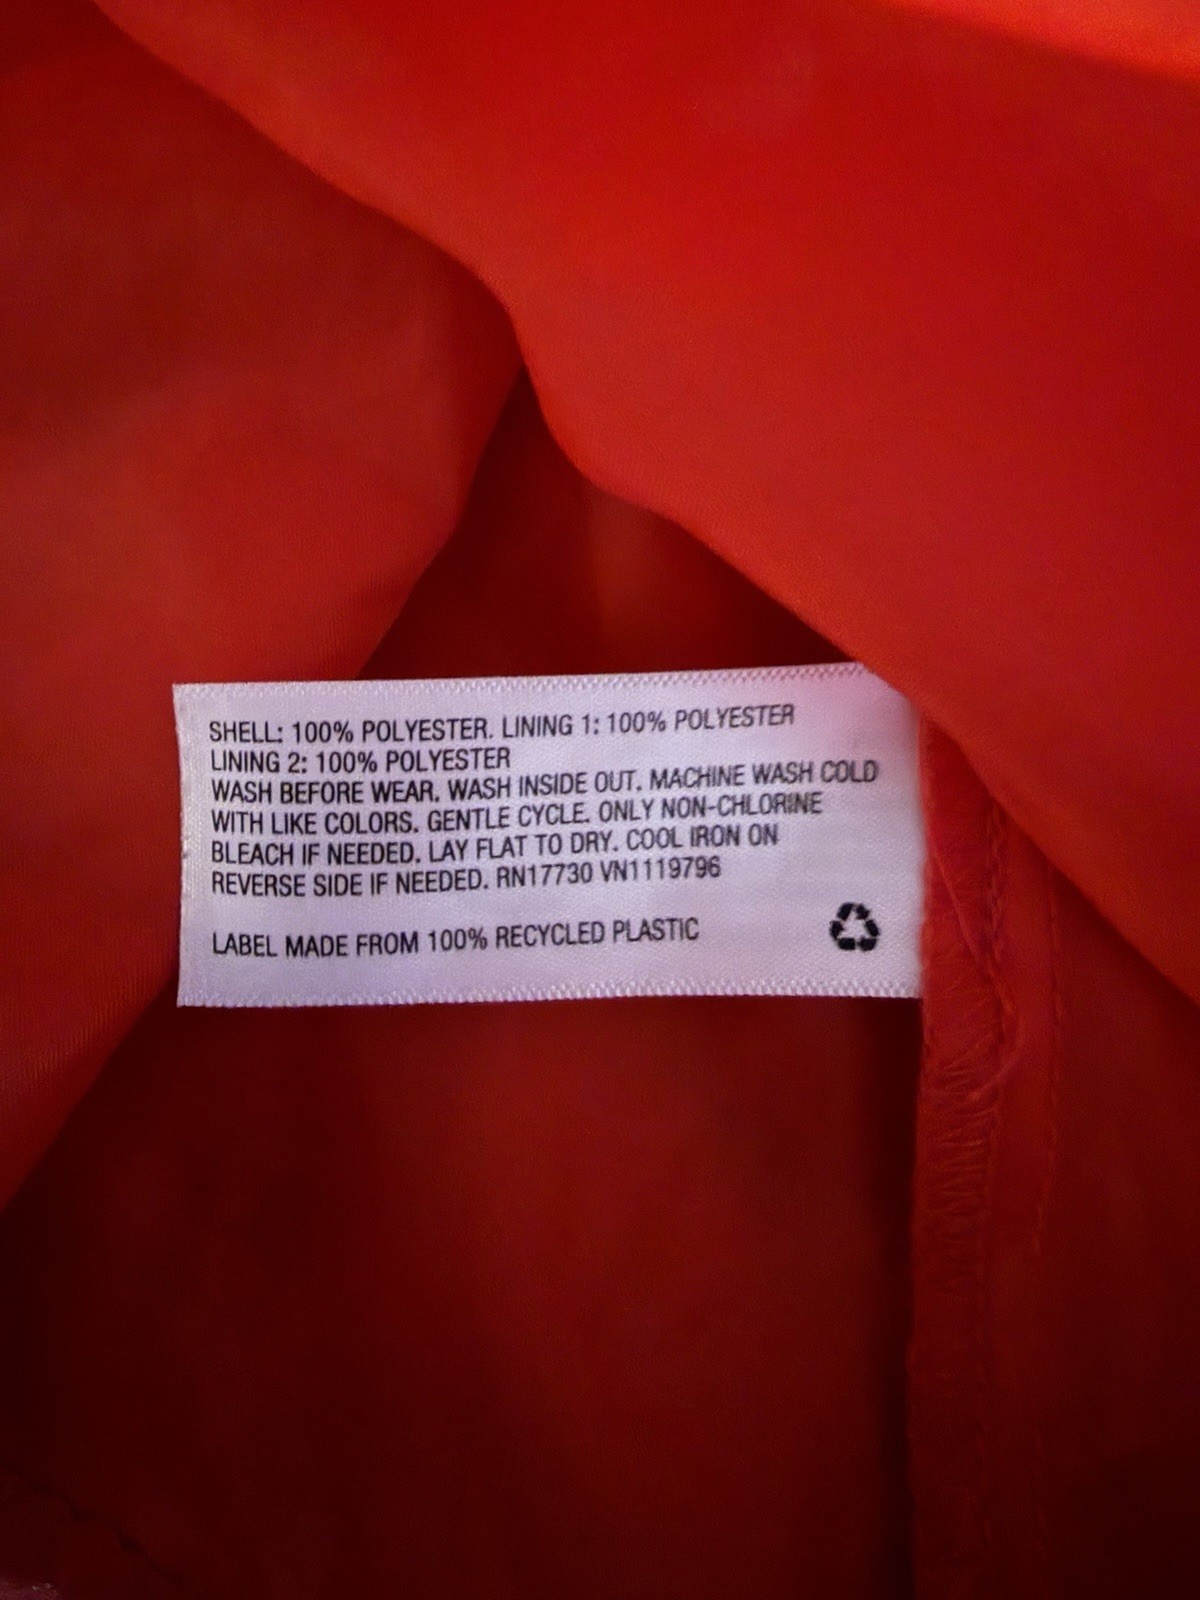 SHELL: 100% POLYESTER. LINING 1: 100% POLYESTER
LINING 2: 100% POLYESTER
WASH BEFORE WEAR. WASH INSIDE OUT. MACHINE WASH COLD
WITH LIKE COLORS. GENTLE CYCLE. ONLY NON-CHLORINE
BLEACH IF NEEDED. LAY FLAT TO DRY. COOL IRON ON
REVERSE SIDE IF NEEDED. RN17730 VN1119796
LABEL MADE FROM 100% RECYCLED PLASTIC